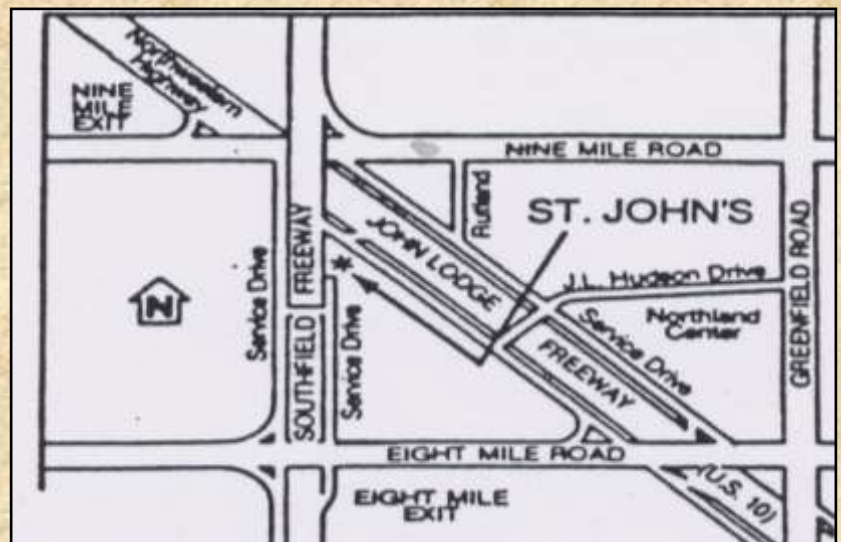 Northwestern
Highway
NINE
MILE
EXIT
NINE MILE ROAD
Rutland
ST. JOHN'S
JOHN LODGE
FREEWAY
J.L. Hudson Drive
Northland
Center
Service Drive
GREENFIELD ROAD
N
Service Drive
SOUTHFIELD
FREEWAY
Service Drive
EIGHT MILE ROAD
(U.S. 10)
EIGHT MILE
EXIT